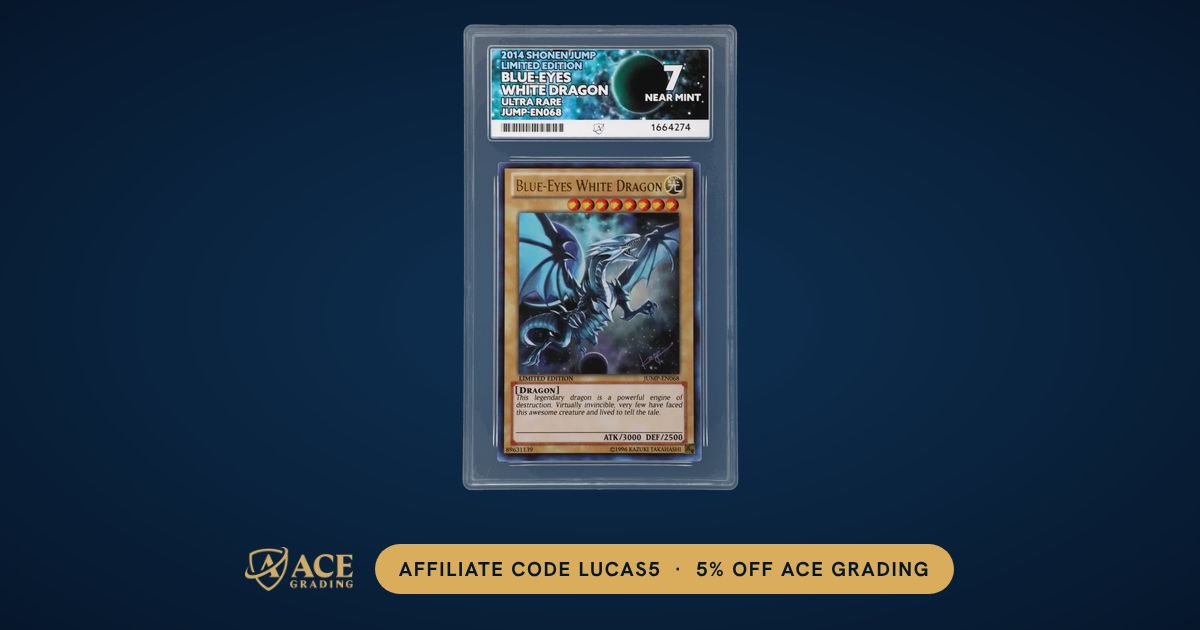 2014 SHONEN JUMP
LIMITED EDITION
BLUE-EYES
WHITE DRAGON
ULTRA RARE
JUMP-EN068
7
NEAR MINT
1664274
BLUE-EYES WHITE DRAGON
LIMITED EDITION
JUMP-EN068
[DRAGON]
This legendary dragon is a powerful engine of
destruction. Virtually invincible, very few have faced
this awesome creature and lived to tell the tale.
ATK/3000 DEF/2500
89631139
©1996 KAZUKI TAKAHASHI
ACE
GRADING
AFFILIATE CODE LUCAS5 · 5% OFF ACE GRADING